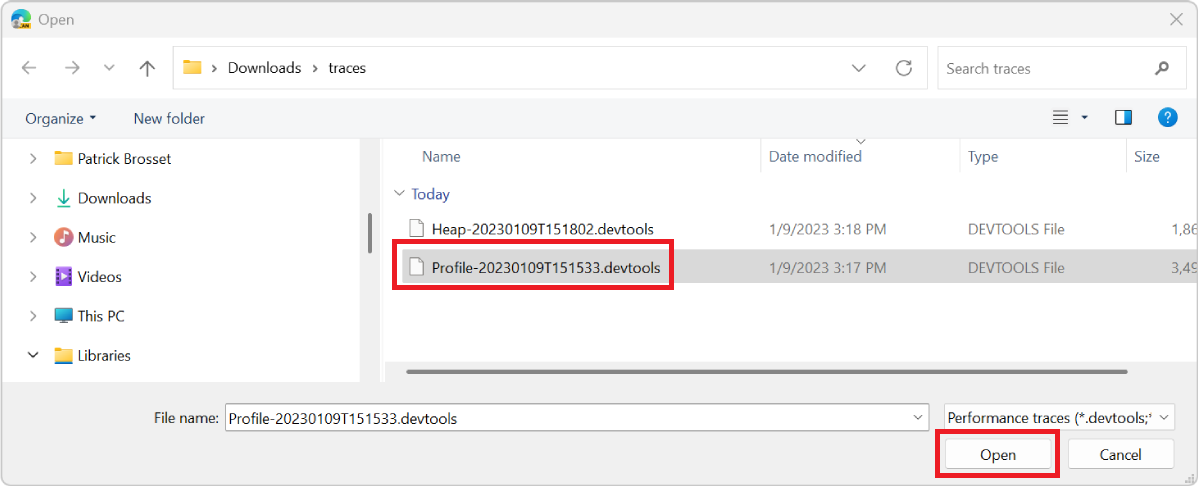 Open
Downloads > traces
Search traces
Organize
New folder
?
Name
Date modified
Type
Size
Patrick Brosset
Downloads
Music
Videos
This PC
Libraries
Today
Heap-20230109T151802.devtools 1/9/2023 3:18 PM DEVTOOLS File 1,86
Profile-20230109T151533.devtools 1/9/2023 3:17 PM DEVTOOLS File 3,49
File name: Profile-20230109T151533.devtools
Performance traces (*.devtools;*
Open
Cancel